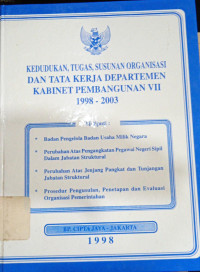 KEDUDUKAN, TUGAS, SUSUNAN ORGANISASI
DAN TATA KERJA DEPARTEMEN
KABINET PEMBANGUNAN VII
1998 - 2003
Badan Pengelola Badan Usaha Milik Negara
Perubahan Atas Pengangkatan Pegawai Negeri Sipil
Dalam Jabatan Struktural
Perubahan Atas Jenjang Pangkat dan Tunjangan
Jabatan Struktural
Prosedur Pengusulan, Penetapan dan Evaluasi
Organisasi Pemerintahan
BP. CIPTA JAYA - JAKARTA
1998